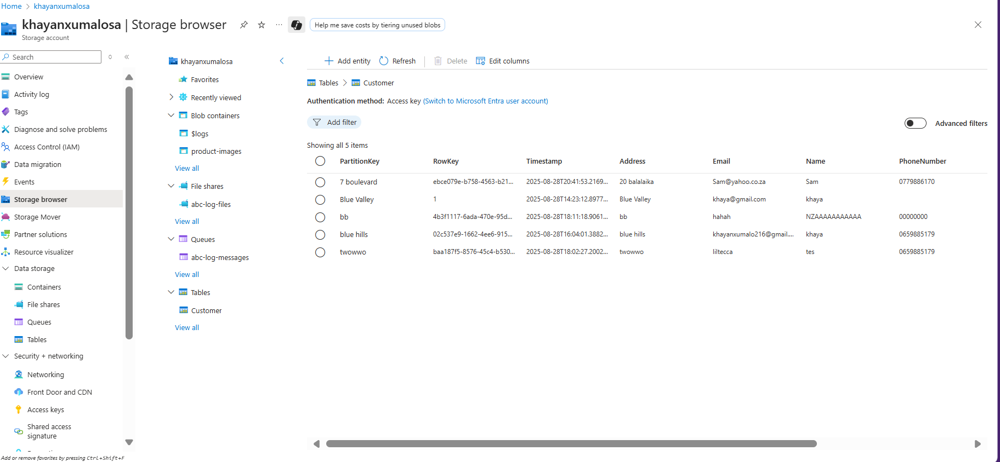 Home > khayanxumalosa
khayanxumalosa | Storage browser
Help me save costs by tiering unused blobs
Storage account
Search
Overview
Activity log
Tags
Diagnose and solve problems
Access Control (IAM)
Data migration
Events
Storage browser
Storage Mover
Partner solutions
Resource visualizer
Data storage
Containers
File shares
Queues
Tables
Security + networking
Networking
Front Door and CDN
Access keys
Shared access
signature
Add or remove favorites by pressing Ctrl+Shift+F
khayanxumalosa
Favorites
Recently viewed
Blob containers
$logs
product-images
View all
File shares
abc-log-files
View all
Queues
abc-log-messages
View all
Tables
Customer
View all
Add entity Refresh Delete Edit columns
Tables > Customer
Authentication method: Access key (Switch to Microsoft Entra user account)
Add filter
Advanced filters
Showing all 5 items
PartitionKey RowKey Timestamp Address Email Name PhoneNumber
7 boulevard ebce079e-b758-4563-b21... 2025-08-28T20:41:53.2169... 20 balalaika Sam@yahoo.co.za Sam 0779886170
Blue Valley 1 2025-08-28T14:23:12.8977... Blue Valley khaya@gmail.com khaya
bb 4b3f1117-6ada-470e-95d... 2025-08-28T18:11:18.9061... bb hahah NZAAAAAAAAAAA 00000000
blue hills 02c537e9-1662-4ee6-915... 2025-08-28T16:04:01.3882... blue hills khayanxumalo216@gmail.... khaya 0659885179
twowwo baa187f5-8576-45c4-b530... 2025-08-28T18:02:27.2002... twowwo liltecca tes 0659885179